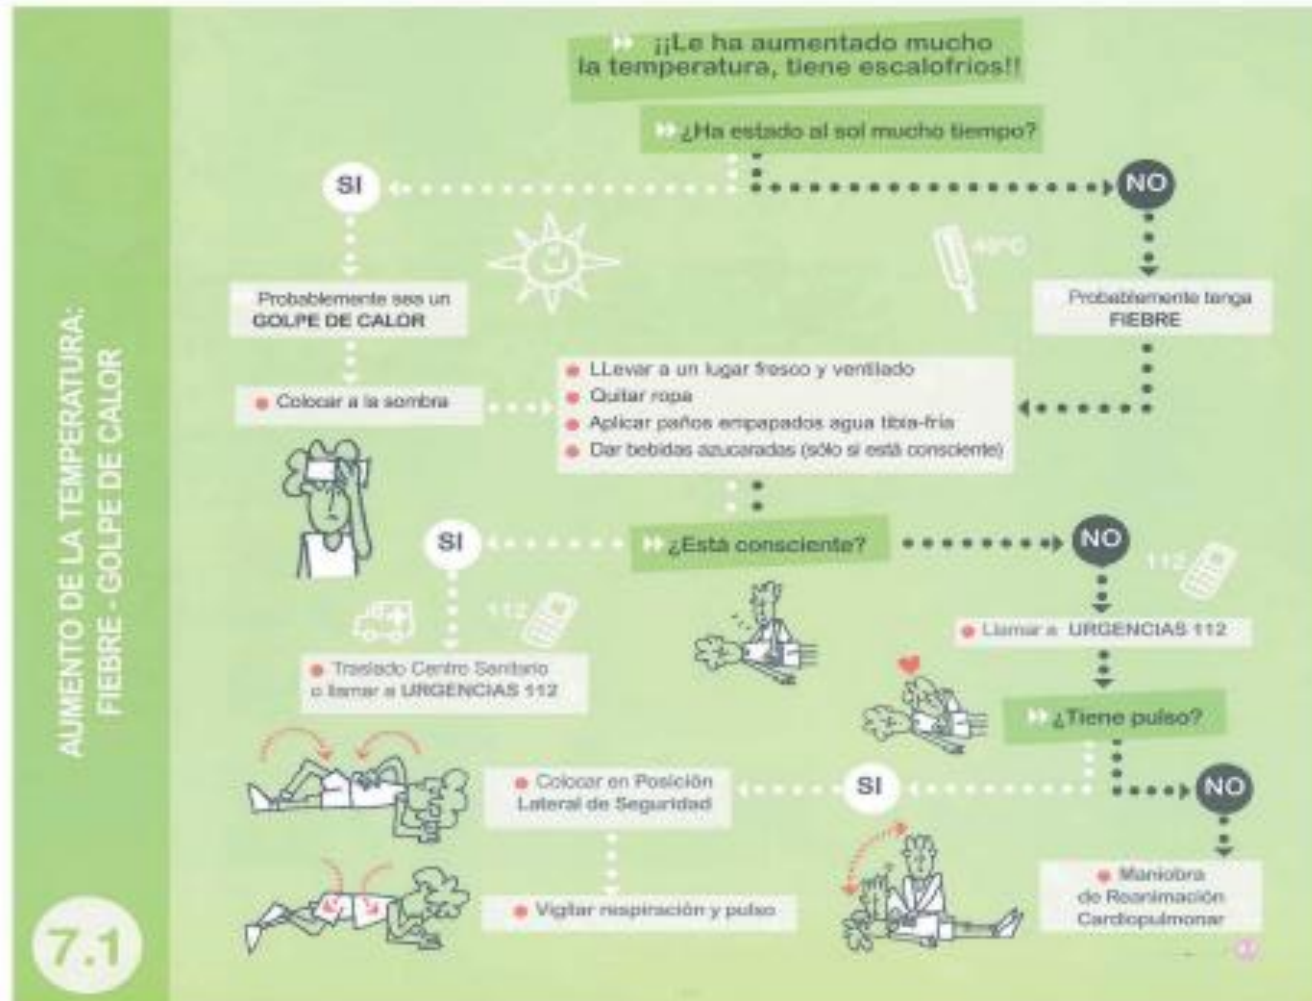 ¡¡Le ha aumentado mucho
la temperatura, tiene escalofríos!!
¿Ha estado al sol mucho tiempo?
SI
NO
40ºC
Probablemente sea un
GOLPE DE CALOR
Probablemente tenga
FIEBRE
Colocar a la sombra
LLevar a un lugar fresco y ventilado
Quitar ropa
Aplicar paños empapados agua tibia-fría
Dar bebidas azucaradas (sólo si está consciente)
¿Está consciente?
SI
NO
112
112
Llamar a URGENCIAS 112
Traslado Centro Sanitario
o llamar a URGENCIAS 112
¿Tiene pulso?
SI
NO
Colocar en Posición
Lateral de Seguridad
Vigilar respiración y pulso
Maniobra
de Reanimación
Cardiopulmonar
AUMENTO DE LA TEMPERATURA:
FIEBRE - GOLPE DE CALOR
7.1